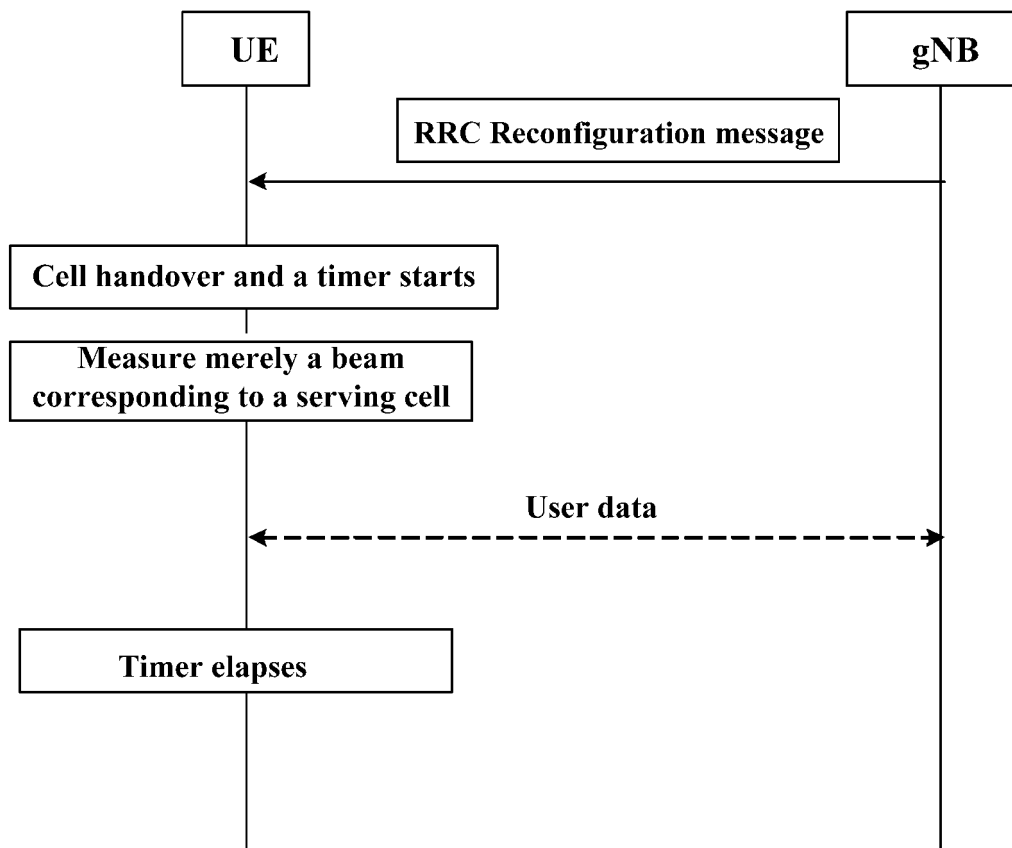 UE
gNB
RRC Reconfiguration message
Cell handover and a timer starts
Measure merely a beam
corresponding to a serving cell
User data
Timer elapses